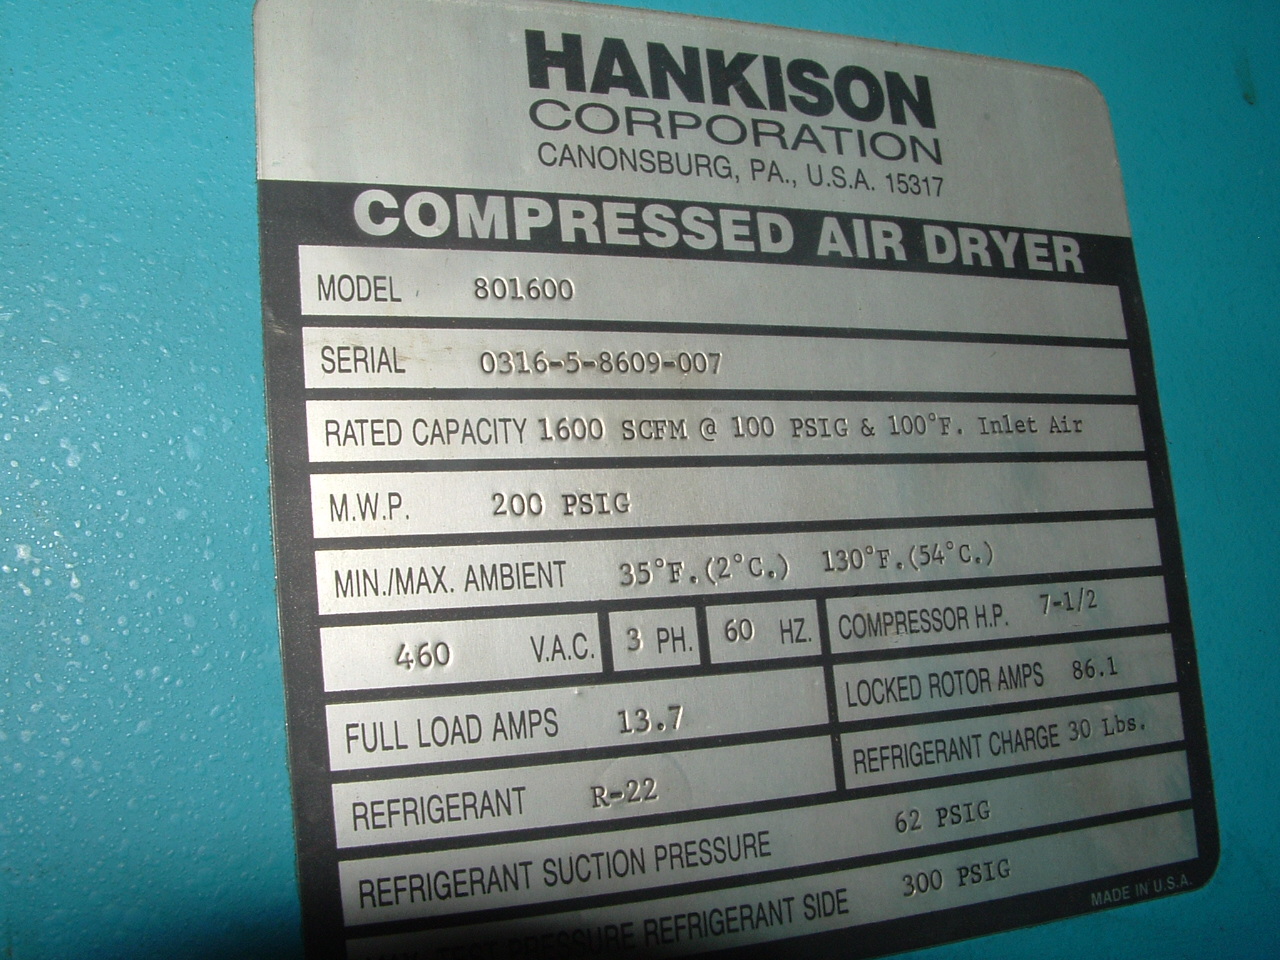 HANKISON
CORPORATION
CANONSBURG, PA., U.S.A. 15317
COMPRESSED AIR DRYER
MODEL 801600
SERIAL 0316-5-8609-007
RATED CAPACITY 1600 SCFM @ 100 PSIG & 100°F. Inlet Air
M.W.P. 200 PSIG
MIN./MAX. AMBIENT 35°F.(2°C.) 130°F.(54°C.)
460 V.A.C. 3 PH. 60 HZ. COMPRESSOR H.P. 7-1/2
FULL LOAD AMPS 13.7 LOCKED ROTOR AMPS 86.1
REFRIGERANT R-22 REFRIGERANT CHARGE 30 Lbs.
REFRIGERANT SUCTION PRESSURE 62 PSIG
TEST PRESSURE REFRIGERANT SIDE 300 PSIG
MADE IN U.S.A.